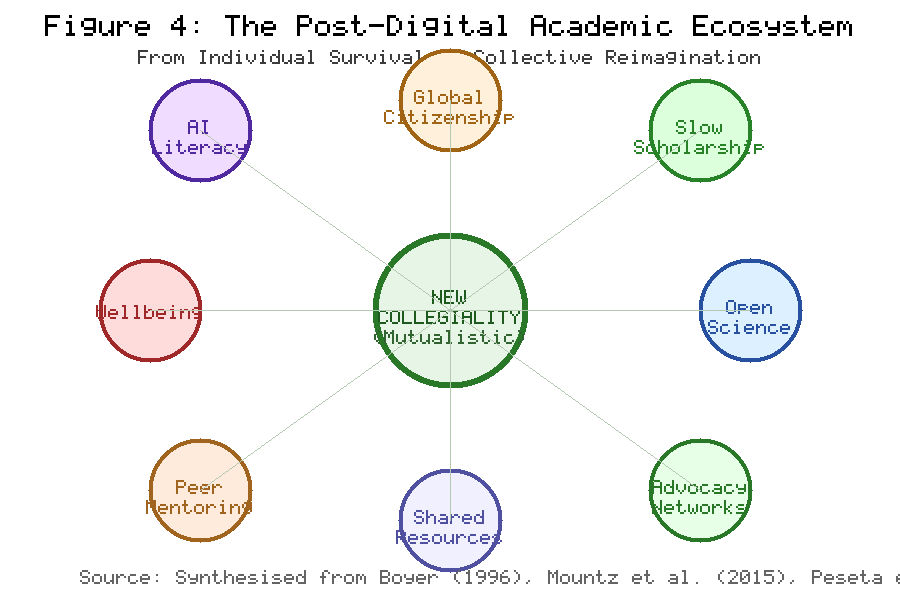 Figure 4: The Post-Digital Academic Ecosystem
From Individual Survival Collective Reimagination
Global
Citizenship
AI
Literacy
Slow
Scholarship
NEW
COLLEGIALITY
(Mutualistic)
Wellbeing
Open
Science
Peer
Mentoring
Advocacy
Networks
Shared
Resources
Source: Synthesised from Boyer (1996), Mountz et al. (2015), Peseta